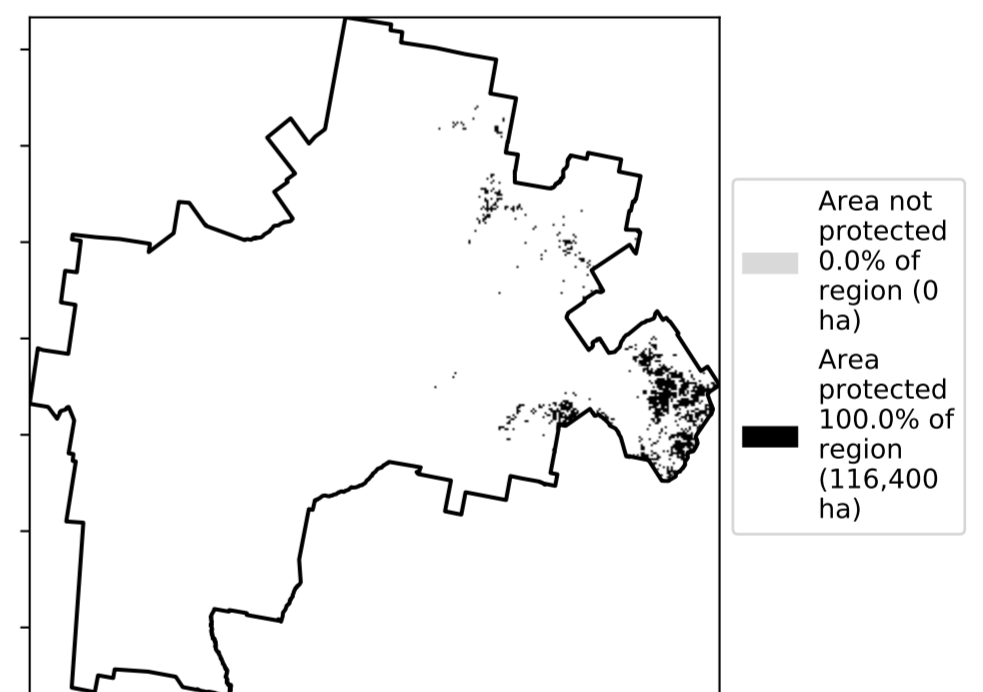 Area not
protected
0.0% of
region (0
ha)
Area
protected
100.0% of
region
(116,400
ha)